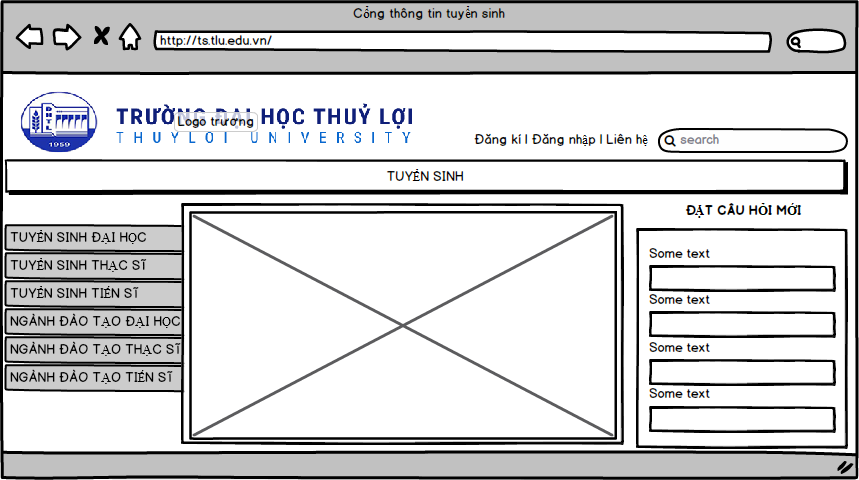 Cổng thông tin tuyển sinh
http://ts.tlu.edu.vn/
TRƯỜNG ĐẠI HỌC THUỶ LỢI
Logo trường
THUYLOI UNIVERSITY
ĐHTL
1959
Đăng kí I Đăng nhập I Liên hệ
search
TUYỂN SINH
ĐẶT CÂU HỎI MỚI
TUYỂN SINH ĐẠI HỌC
TUYỂN SINH THẠC SĨ
TUYỂN SINH TIẾN SĨ
NGÀNH ĐÀO TẠO ĐẠI HỌC
NGÀNH ĐÀO TẠO THẠC SĨ
NGÀNH ĐÀO TẠO TIẾN SĨ
Some text
Some text
Some text
Some text